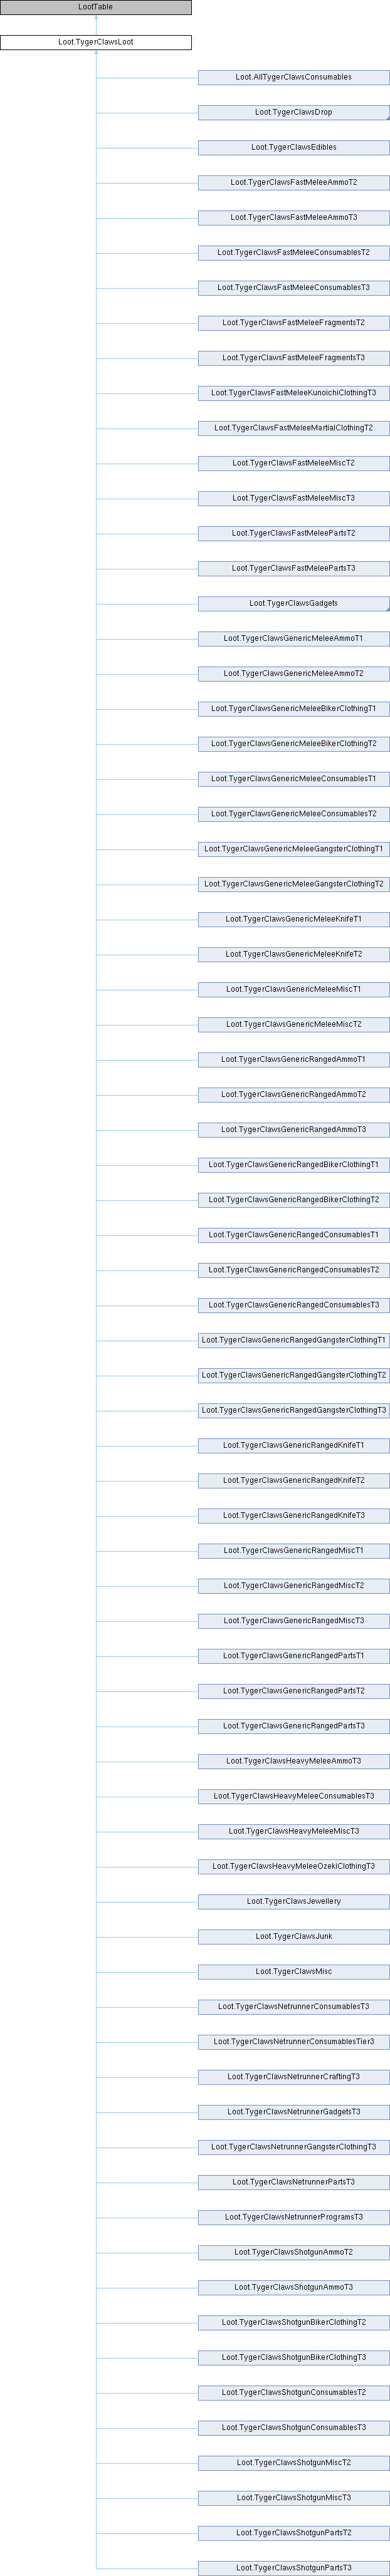 LootTable
Loot.TygerClawsLoot
Loot.AllTygerClawsConsumables
Loot.TygerClawsDrop
Loot.TygerClawsEdibles
Loot.TygerClawsFastMeleeAmmoT2
Loot.TygerClawsFastMeleeAmmoT3
Loot.TygerClawsFastMeleeConsumablesT2
Loot.TygerClawsFastMeleeConsumablesT3
Loot.TygerClawsFastMeleeFragmentsT2
Loot.TygerClawsFastMeleeFragmentsT3
Loot.TygerClawsFastMeleeKunoichiClothingT3
Loot.TygerClawsFastMeleeMartialClothingT2
Loot.TygerClawsFastMeleeMiscT2
Loot.TygerClawsFastMeleeMiscT3
Loot.TygerClawsFastMeleePartsT2
Loot.TygerClawsFastMeleePartsT3
Loot.TygerClawsGadgets
Loot.TygerClawsGenericMeleeAmmoT1
Loot.TygerClawsGenericMeleeAmmoT2
Loot.TygerClawsGenericMeleeBikerClothingT1
Loot.TygerClawsGenericMeleeBikerClothingT2
Loot.TygerClawsGenericMeleeConsumablesT1
Loot.TygerClawsGenericMeleeConsumablesT2
Loot.TygerClawsGenericMeleeGangsterClothingT1
Loot.TygerClawsGenericMeleeGangsterClothingT2
Loot.TygerClawsGenericMeleeKnifeT1
Loot.TygerClawsGenericMeleeKnifeT2
Loot.TygerClawsGenericMeleeMiscT1
Loot.TygerClawsGenericMeleeMiscT2
Loot.TygerClawsGenericRangedAmmoT1
Loot.TygerClawsGenericRangedAmmoT2
Loot.TygerClawsGenericRangedAmmoT3
Loot.TygerClawsGenericRangedBikerClothingT1
Loot.TygerClawsGenericRangedBikerClothingT2
Loot.TygerClawsGenericRangedConsumablesT1
Loot.TygerClawsGenericRangedConsumablesT2
Loot.TygerClawsGenericRangedConsumablesT3
Loot.TygerClawsGenericRangedGangsterClothingT1
Loot.TygerClawsGenericRangedGangsterClothingT2
Loot.TygerClawsGenericRangedGangsterClothingT3
Loot.TygerClawsGenericRangedKnifeT1
Loot.TygerClawsGenericRangedKnifeT2
Loot.TygerClawsGenericRangedKnifeT3
Loot.TygerClawsGenericRangedMiscT1
Loot.TygerClawsGenericRangedMiscT2
Loot.TygerClawsGenericRangedMiscT3
Loot.TygerClawsGenericRangedPartsT1
Loot.TygerClawsGenericRangedPartsT2
Loot.TygerClawsGenericRangedPartsT3
Loot.TygerClawsHeavyMeleeAmmoT3
Loot.TygerClawsHeavyMeleeConsumablesT3
Loot.TygerClawsHeavyMeleeMiscT3
Loot.TygerClawsHeavyMeleeOzekiClothingT3
Loot.TygerClawsJewellery
Loot.TygerClawsJunk
Loot.TygerClawsMisc
Loot.TygerClawsNetrunnerConsumablesT3
Loot.TygerClawsNetrunnerConsumablesTier3
Loot.TygerClawsNetrunnerCraftingT3
Loot.TygerClawsNetrunnerGadgetsT3
Loot.TygerClawsNetrunnerGangsterClothingT3
Loot.TygerClawsNetrunnerPartsT3
Loot.TygerClawsNetrunnerProgramsT3
Loot.TygerClawsShotgunAmmoT2
Loot.TygerClawsShotgunAmmoT3
Loot.TygerClawsShotgunBikerClothingT2
Loot.TygerClawsShotgunBikerClothingT3
Loot.TygerClawsShotgunConsumablesT2
Loot.TygerClawsShotgunConsumablesT3
Loot.TygerClawsShotgunMiscT2
Loot.TygerClawsShotgunMiscT3
Loot.TygerClawsShotgunPartsT2
Loot.TygerClawsShotgunPartsT3